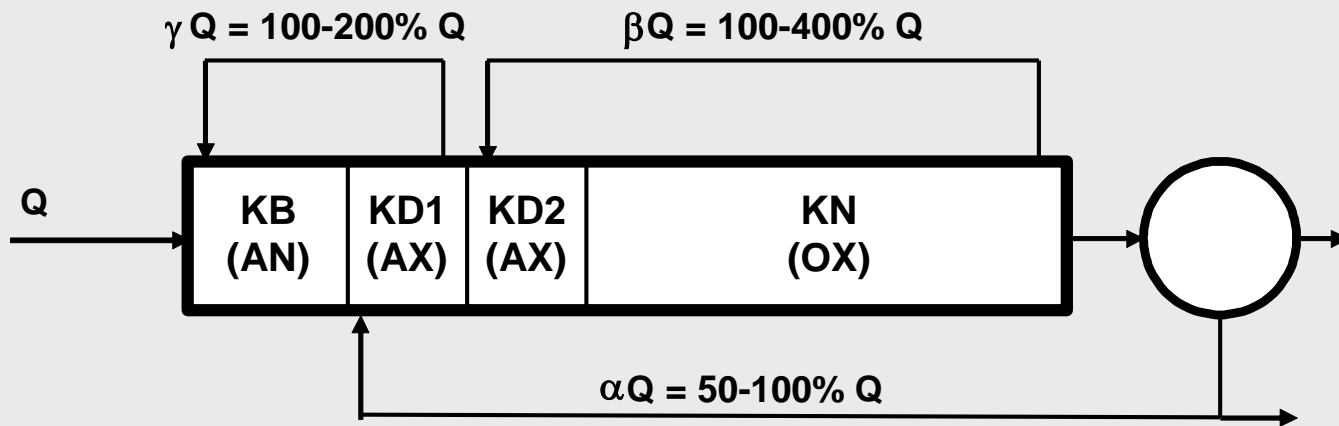 γ Q = 100-200% Q
βQ = 100-400% Q
Q
KB
(AN)
KD1
(AX)
KD2
(AX)
KN
(OX)
αQ = 50-100% Q